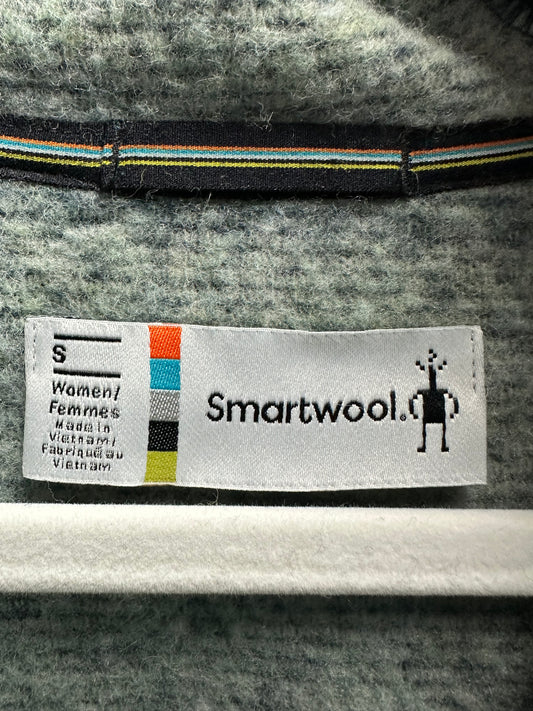 S
Women/
Femmes
Made in
Vietnam/
Fabriqué au
Vietnam
Smartwool®